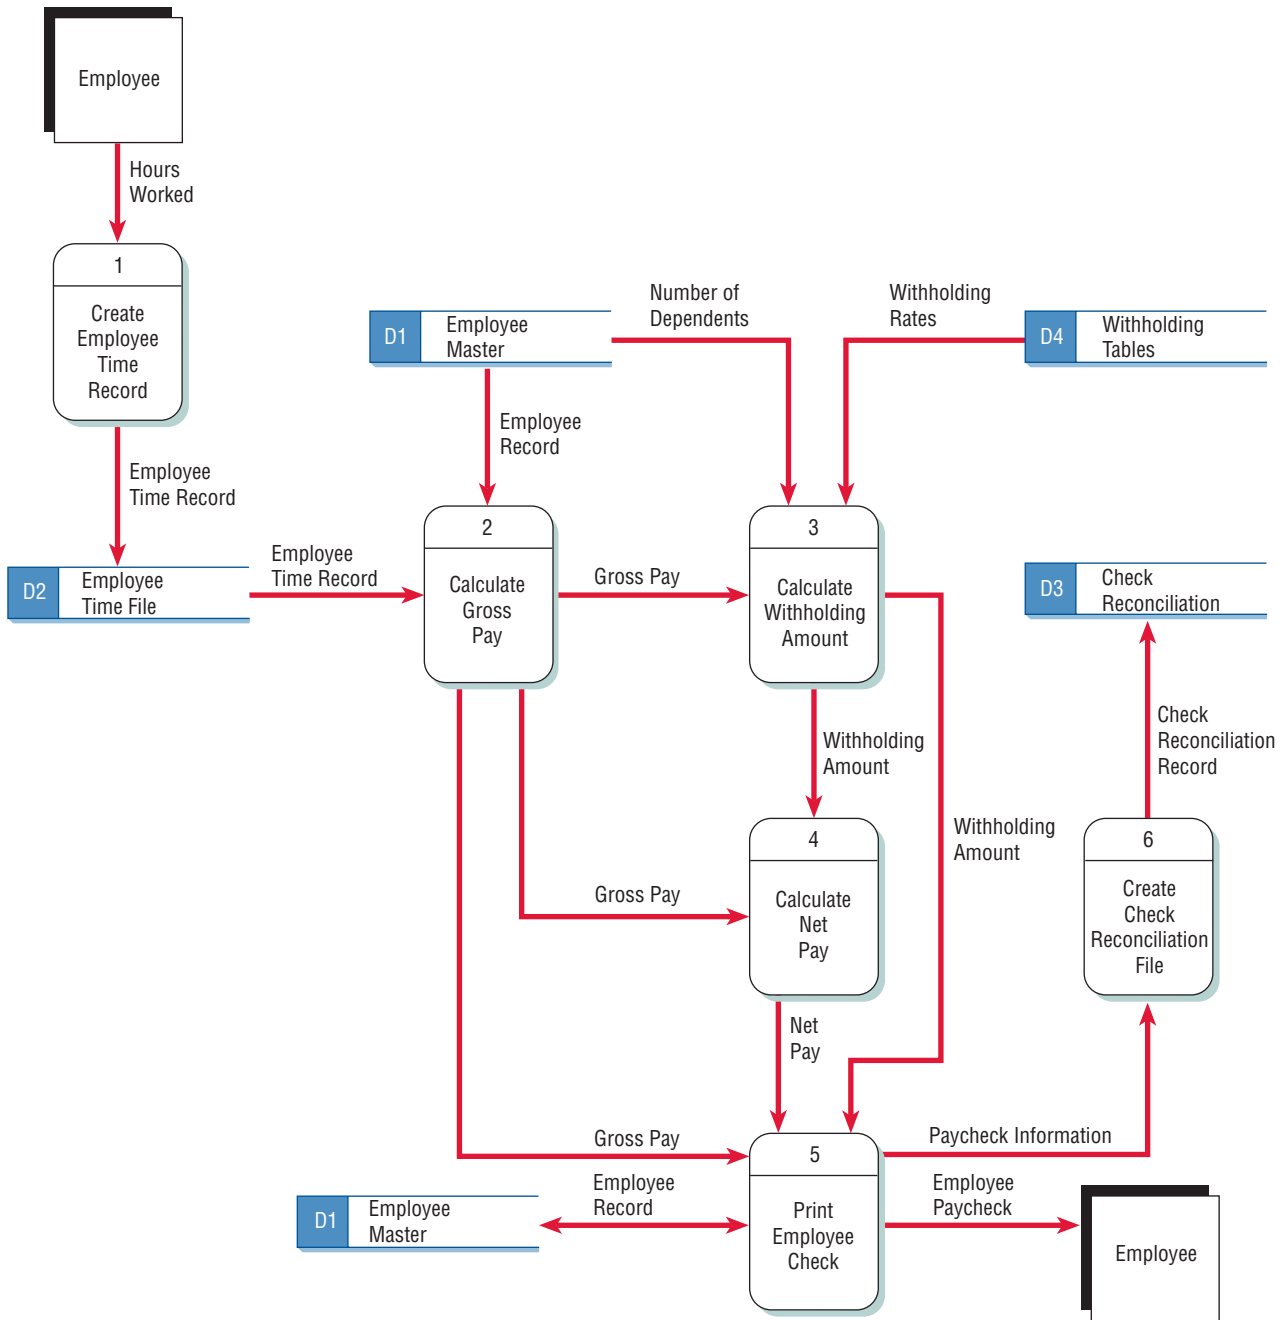 Employee
Hours
Worked
1
Create
Employee
Time
Record
Employee
Time Record
D2
Employee
Time File
Employee
Time Record
D1
Employee
Master
Employee
Record
Number of
Dependents
Withholding
Rates
D4
Withholding
Tables
2
Calculate
Gross
Pay
Gross Pay
3
Calculate
Withholding
Amount
D3
Check
Reconciliation
Withholding
Amount
Check
Reconciliation
Record
Withholding
Amount
Gross Pay
4
Calculate
Net
Pay
6
Create
Check
Reconciliation
File
Net
Pay
Gross Pay
5
Print
Employee
Check
Paycheck Information
D1
Employee
Master
Employee
Record
Employee
Paycheck
Employee